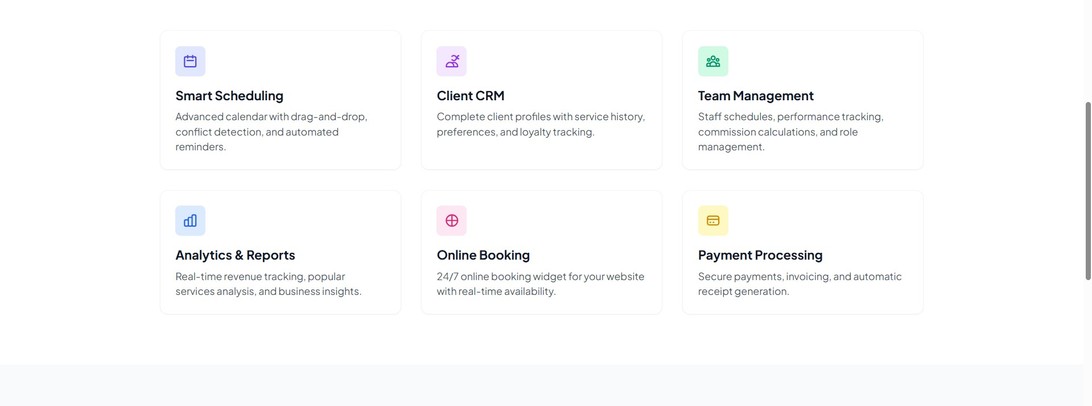 Smart Scheduling
Advanced calendar with drag-and-drop,
conflict detection, and automated
reminders.
Client CRM
Complete client profiles with service history,
preferences, and loyalty tracking.
Team Management
Staff schedules, performance tracking,
commission calculations, and role
management.
Analytics & Reports
Real-time revenue tracking, popular
services analysis, and business insights.
Online Booking
24/7 online booking widget for your website
with real-time availability.
Payment Processing
Secure payments, invoicing, and automatic
receipt generation.